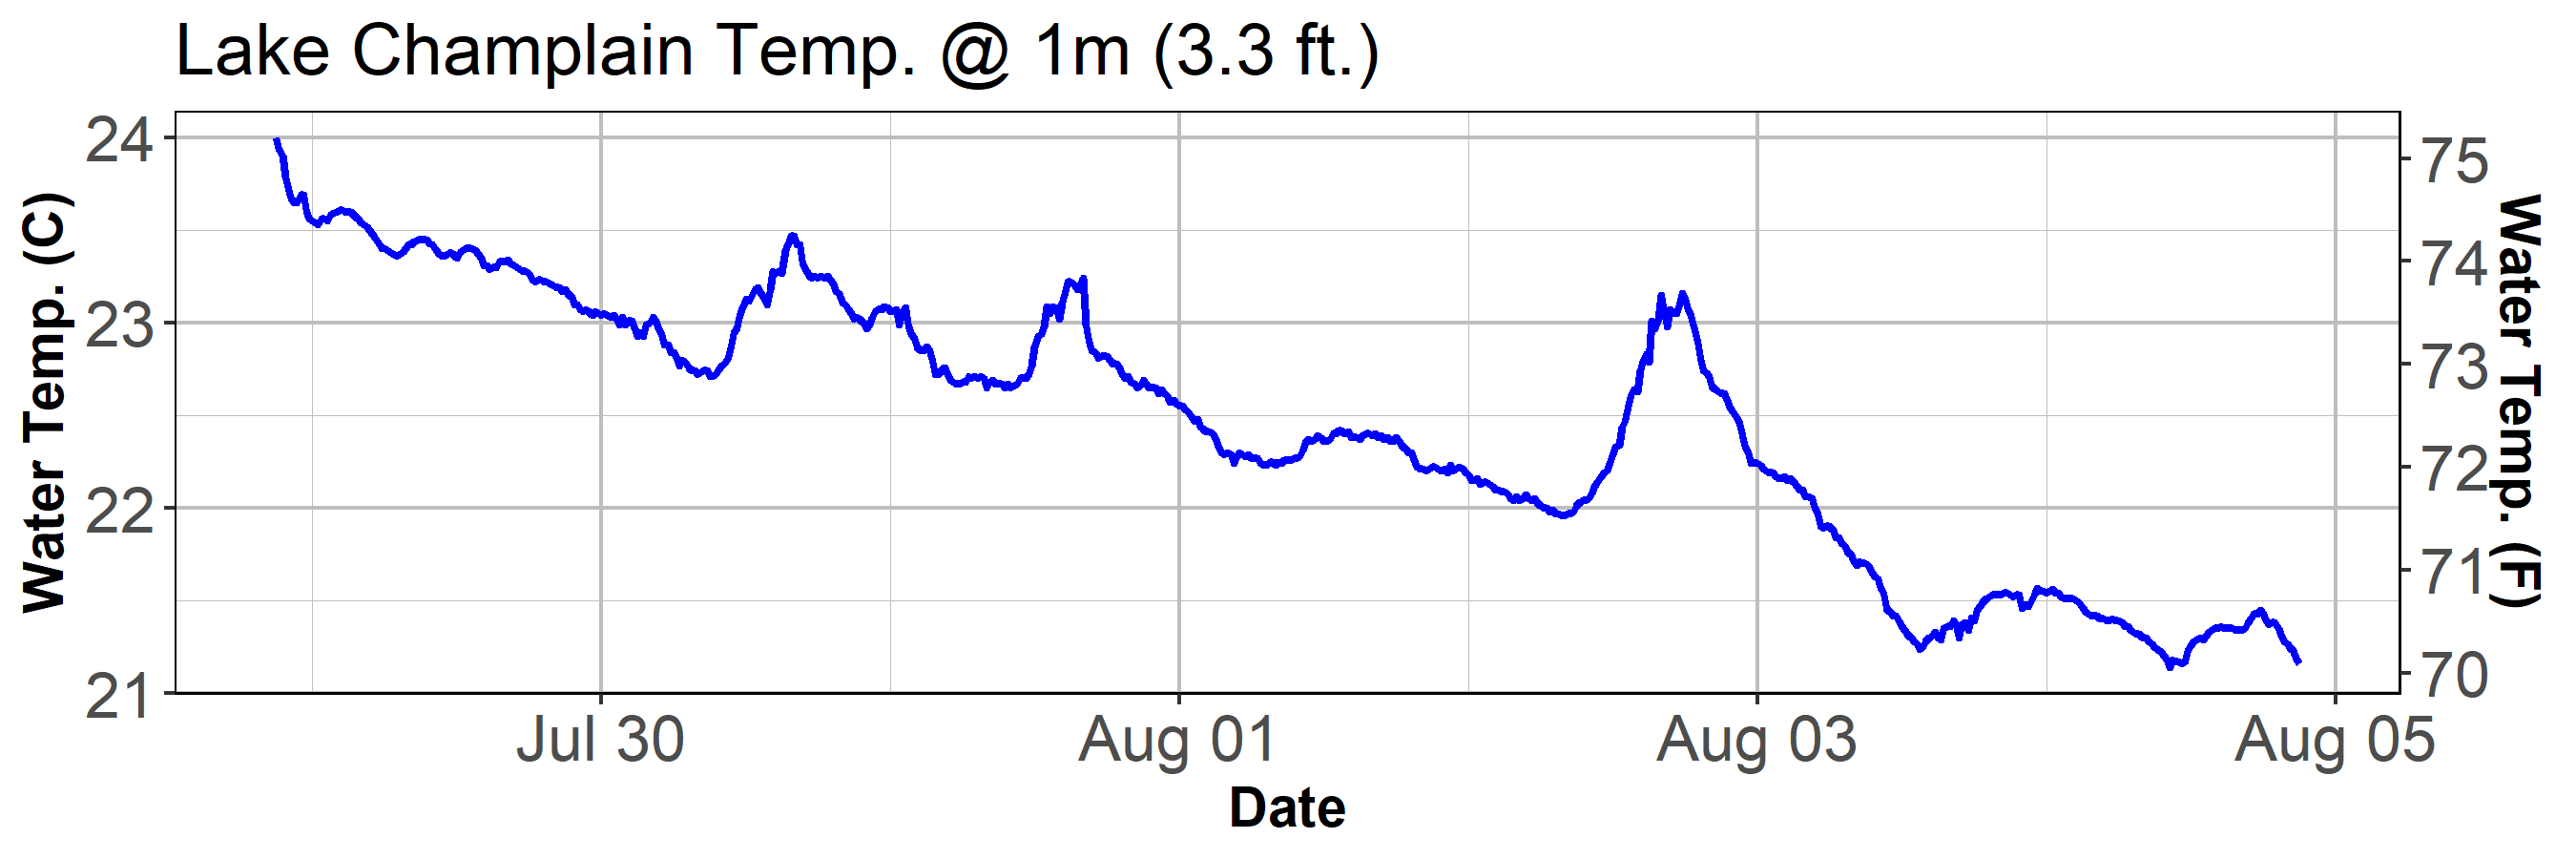 Lake Champlain Temp. @ 1m (3.3 ft.)
Water Temp. (C)
24
23
22
21
75
74
73
72
71
70
Water Temp. (F)
Jul 30
Aug 01
Aug 03
Aug 05
Date